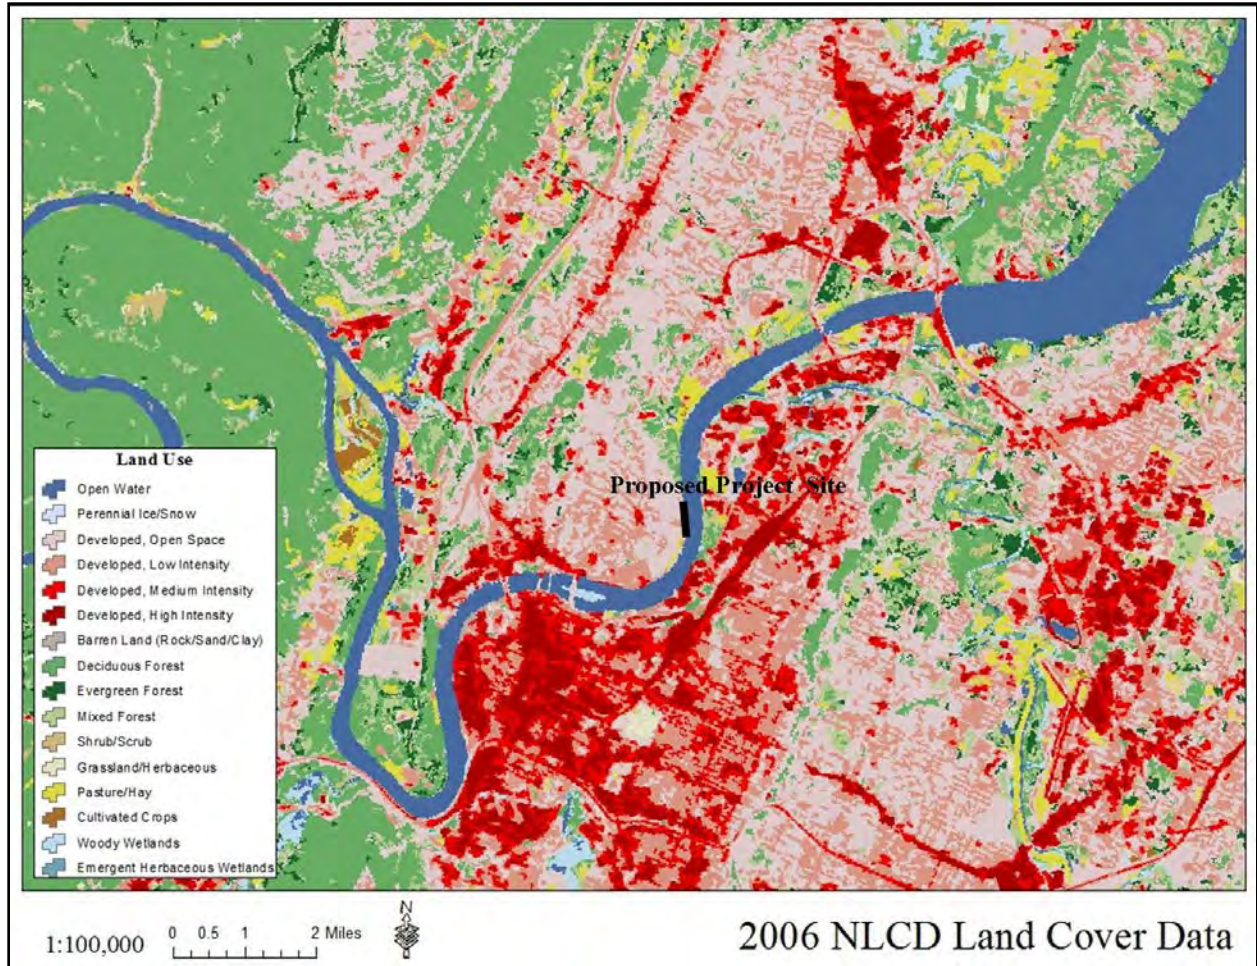 Proposed Project Site
Land Use
Open Water
Perennial Ice/Snow
Developed, Open Space
Developed, Low Intensity
Developed, Medium Intensity
Developed, High Intensity
Barren Land (Rock/Sand/Clay)
Deciduous Forest
Evergreen Forest
Mixed Forest
Shrub/Scrub
Grassland/Herbaceous
Pasture/Hay
Cultivated Crops
Woody Wetlands
Emergent Herbaceous Wetlands
1:100,000
0 0.5 1 2 Miles
N
2006 NLCD Land Cover Data